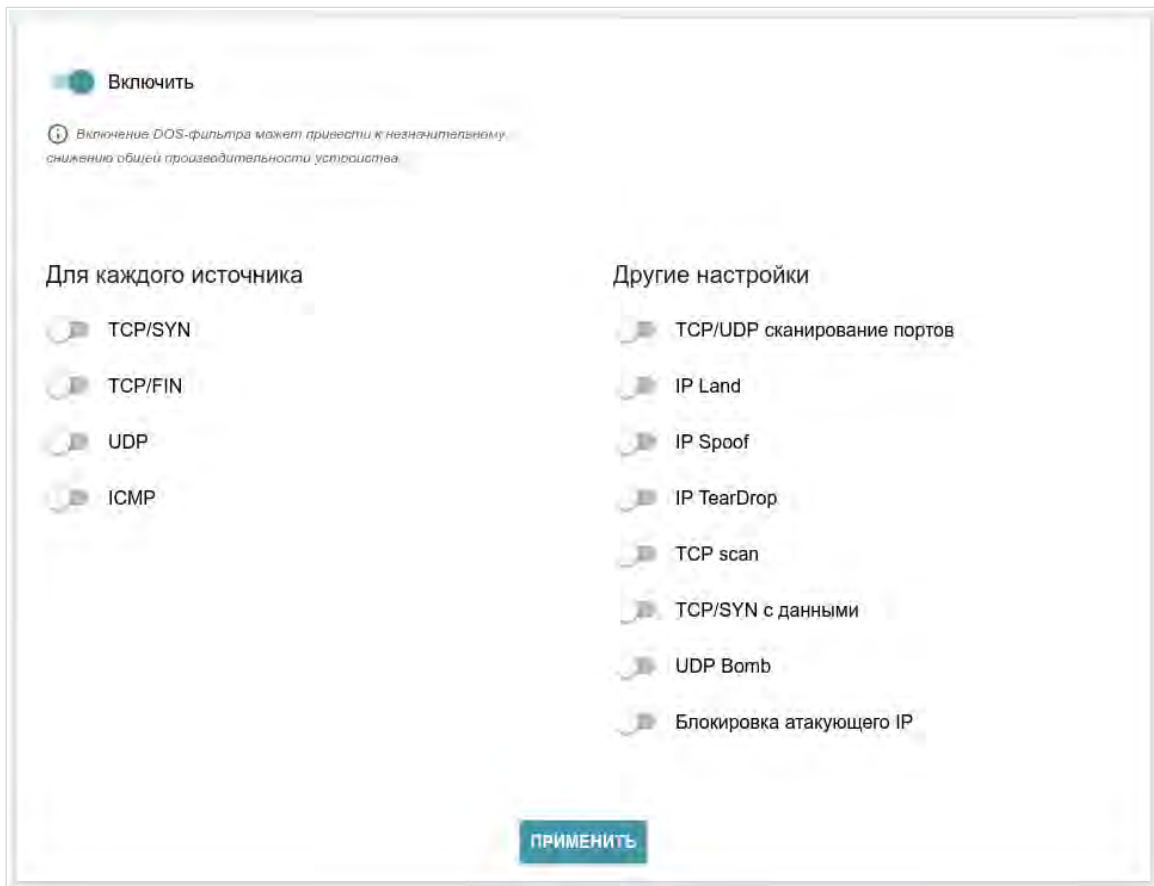 Включить
Включение DOS-фильтра может привести к незначительному
снижению общей производительности устройства.
Для каждого источника
TCP/SYN
TCP/FIN
UDP
ICMP
Другие настройки
TCP/UDP сканирование портов
IP Land
IP Spoof
IP TearDrop
TCP scan
TCP/SYN с данными
UDP Bomb
Блокировка атакующего IP
ПРИМЕНИТЬ